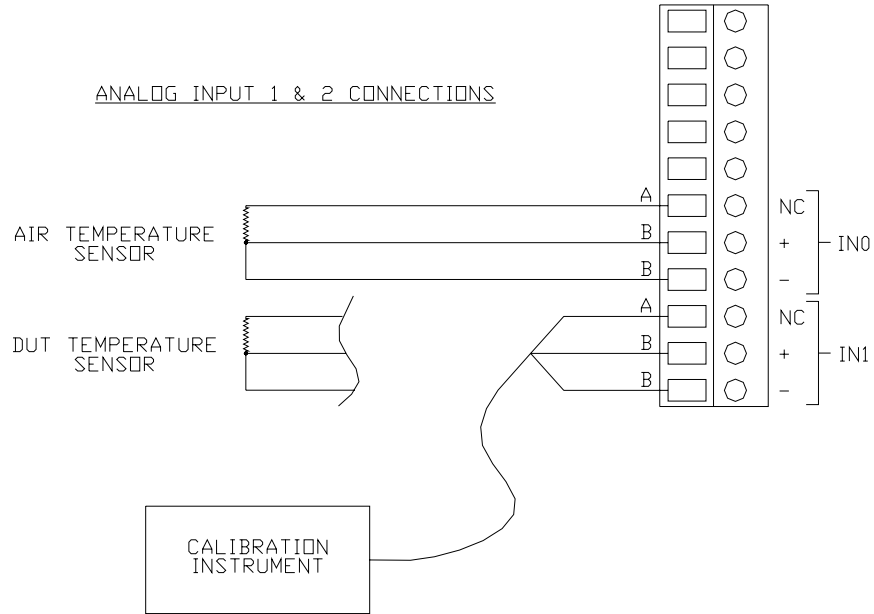 ANALOG INPUT 1 & 2 CONNECTIONS
A
NC
AIR TEMPERATURE
SENSOR
B
+
IN0
B
-
A
NC
DUT TEMPERATURE
SENSOR
B
+
IN1
B
-
CALIBRATION
INSTRUMENT